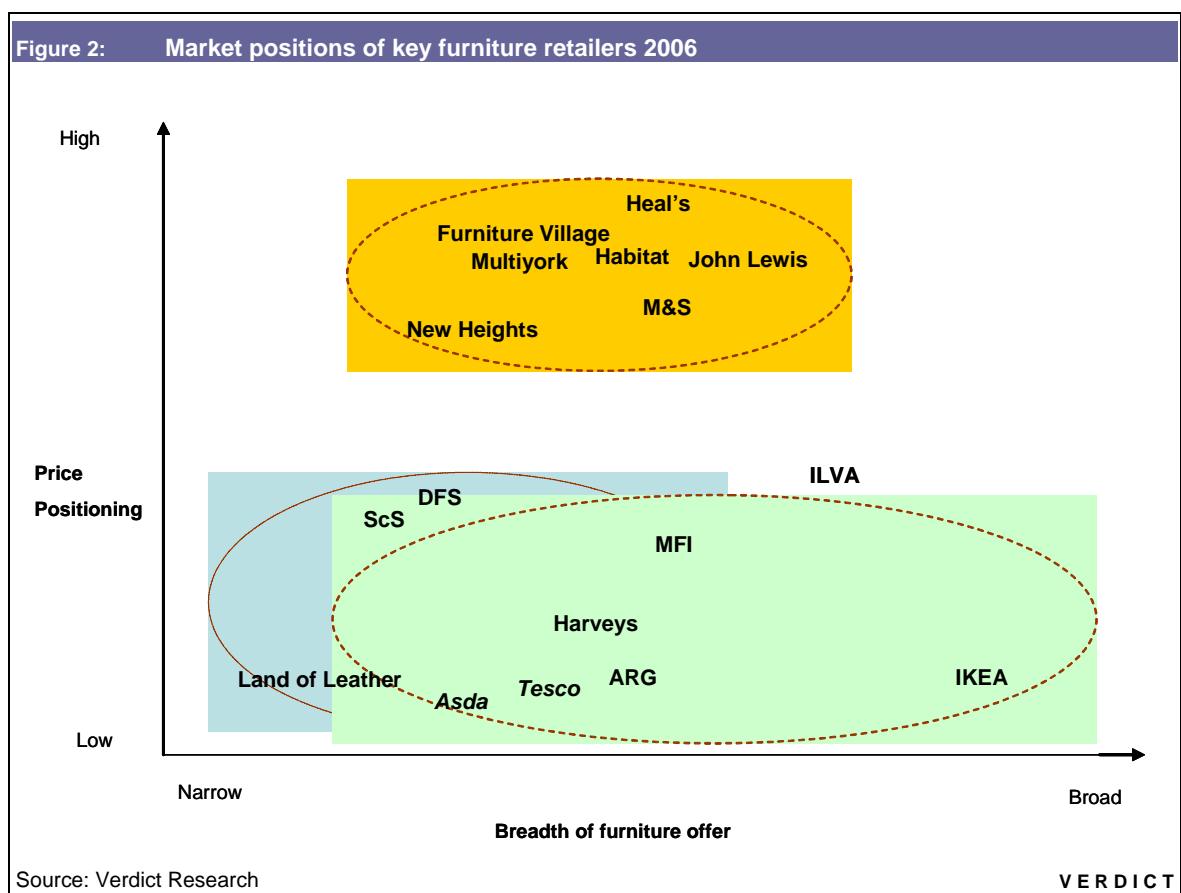 Figure 2: Market positions of key furniture retailers 2006
High
Heal's
Furniture Village
Multiyork Habitat John Lewis
M&S
New Heights
Price
Positioning
ILVA
DFS
ScS
MFI
Harveys
Land of Leather Asda Tesco ARG IKEA
Low
Narrow Broad
Breadth of furniture offer
Source: Verdict Research VERDICT